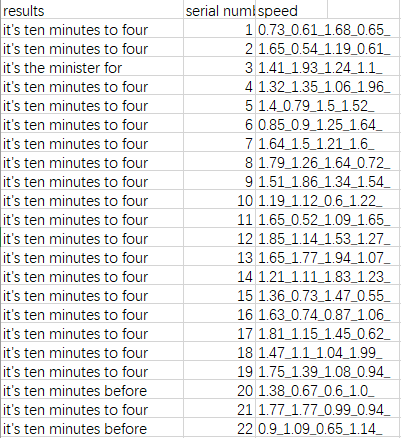 results serial numl speed
it's ten minutes to four 1 0.73_0.61_1.68_0.65_
it's ten minutes to four 2 1.65_0.54_1.19_0.61_
it's the minister for 3 1.41_1.93_1.24_1.1_
it's ten minutes to four 4 1.32_1.35_1.06_1.96_
it's ten minutes to four 5 1.4_0.79_1.5_1.52_
it's ten minutes to four 6 0.85_0.9_1.25_1.64_
it's ten minutes to four 7 1.64_1.5_1.21_1.6_
it's ten minutes to four 8 1.79_1.26_1.64_0.72_
it's ten minutes to four 9 1.51_1.86_1.34_1.54_
it's ten minutes to four 10 1.19_1.12_0.6_1.22_
it's ten minutes to four 11 1.65_0.52_1.09_1.65_
it's ten minutes to four 12 1.85_1.14_1.53_1.27_
it's ten minutes to four 13 1.65_1.77_1.94_1.07_
it's ten minutes to four 14 1.21_1.11_1.83_1.23_
it's ten minutes to four 15 1.36_0.73_1.47_0.55_
it's ten minutes to four 16 1.63_0.74_0.87_1.06_
it's ten minutes to four 17 1.81_1.15_1.45_0.62_
it's ten minutes to four 18 1.47_1.1_1.04_1.99_
it's ten minutes to four 19 1.75_1.39_1.08_0.94_
it's ten minutes before 20 1.38_0.67_0.6_1.0_
it's ten minutes to four 21 1.77_1.77_0.99_0.94_
it's ten minutes before 22 0.9_1.09_0.65_1.14_